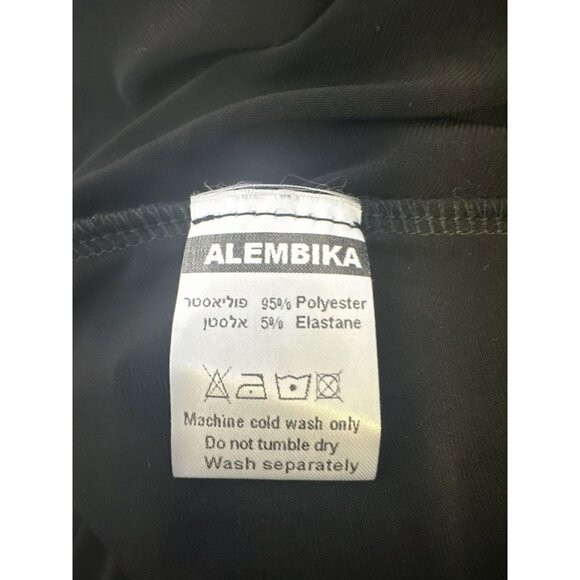 ALEMBIKA
פוליאסטר 95% Polyester
אלסטן 5% Elastane
Machine cold wash only
Do not tumble dry
Wash separately